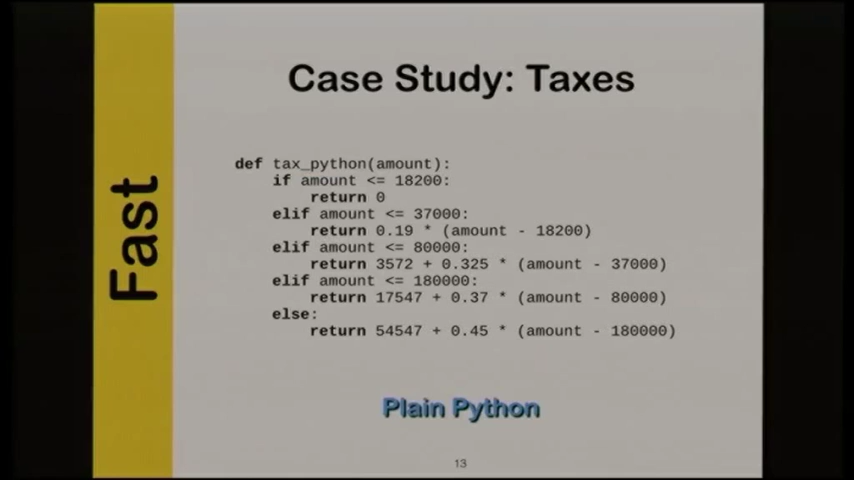 Fast
Case Study: Taxes
def tax_python(amount):
    if amount <= 18200:
        return 0
    elif amount <= 37000:
        return 0.19 * (amount - 18200)
    elif amount <= 80000:
        return 3572 + 0.325 * (amount - 37000)
    elif amount <= 180000:
        return 17547 + 0.37 * (amount - 80000)
    else:
        return 54547 + 0.45 * (amount - 180000)
Plain Python
13